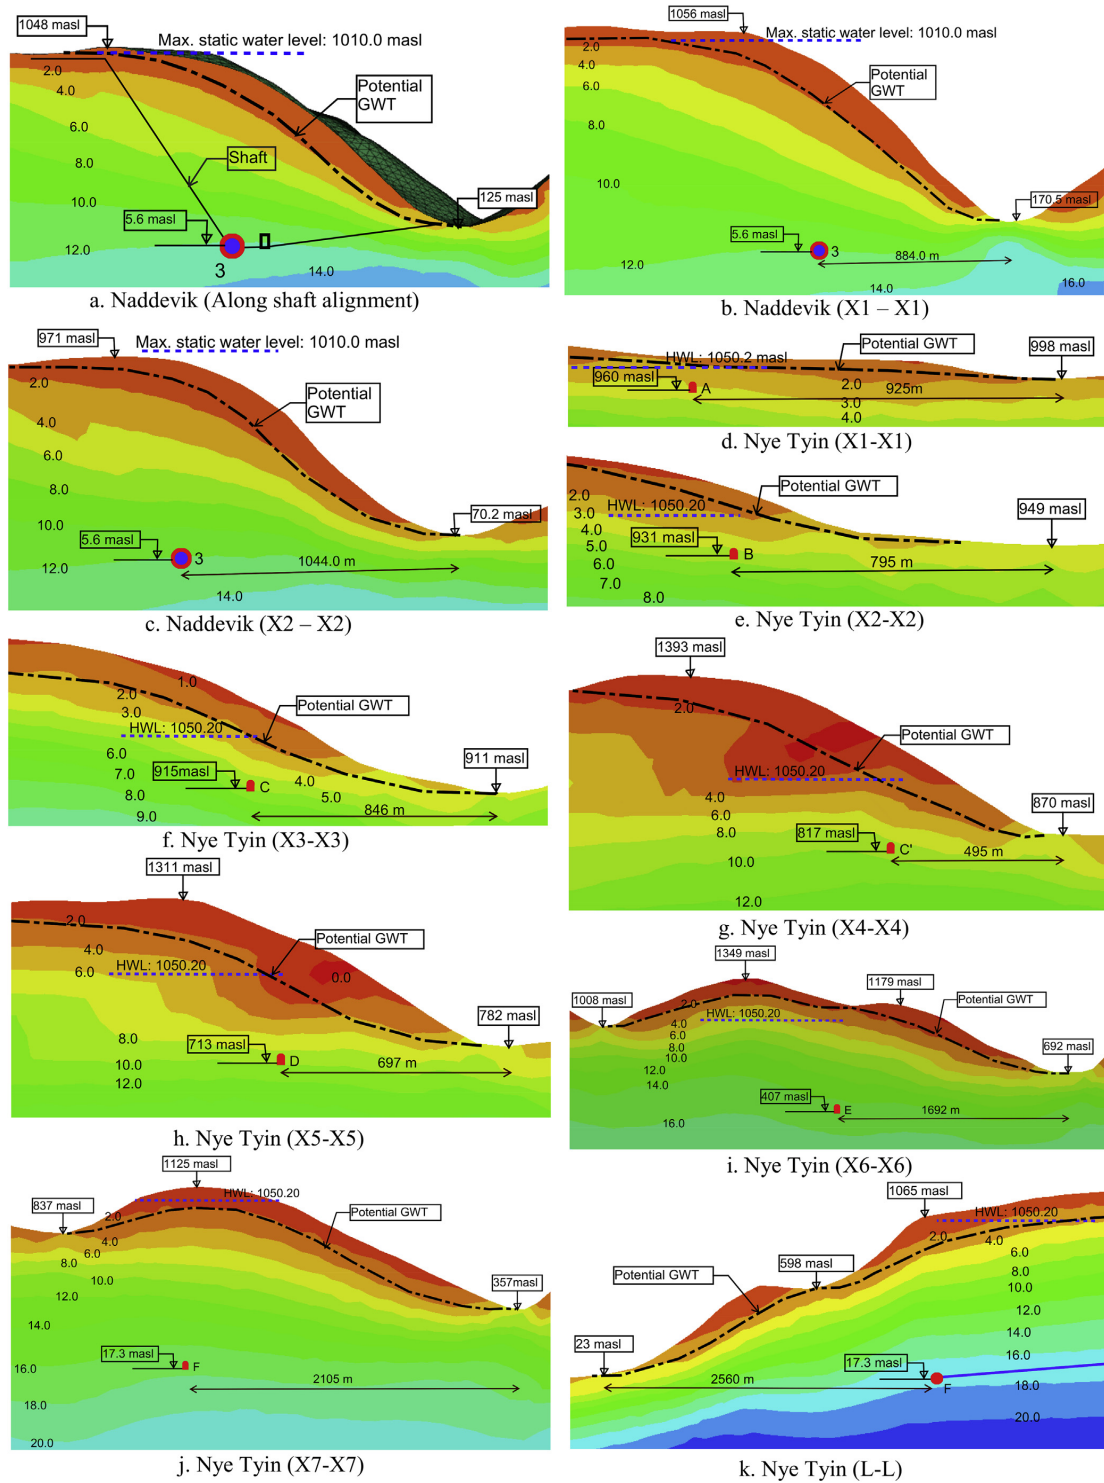 1048 masl
Max. static water level: 1010.0 masl
2.0
4.0
6.0
8.0
10.0
12.0
14.0
Potential
GWT
Shaft
125 masl
5.6 masl
3
a. Naddevik (Along shaft alignment)
1056 masl
Max. static water level: 1010.0 masl
2.0
4.0
6.0
8.0
10.0
12.0
14.0
16.0
Potential
GWT
170.5 masl
5.6 masl
3
884.0 m
b. Naddevik (X1 – X1)
971 masl
Max. static water level: 1010.0 masl
2.0
4.0
6.0
8.0
10.0
12.0
14.0
Potential
GWT
70.2 masl
5.6 masl
3
1044.0 m
c. Naddevik (X2 – X2)
Potential GWT
HWL: 1050.2 masl
998 masl
960 masl
A
2.0
925m
3.0
4.0
d. Nye Tyin (X1-X1)
2.0
3.0
4.0
5.0
6.0
7.0
8.0
Potential GWT
HWL: 1050.20
949 masl
931 masl
B
795 m
e. Nye Tyin (X2-X2)
1.0
2.0
3.0
Potential GWT
HWL: 1050.20
6.0
7.0
8.0
9.0
4.0
5.0
911 masl
915masl
C
846 m
f. Nye Tyin (X3-X3)
1393 masl
2.0
Potential GWT
HWL: 1050.20
4.0
6.0
8.0
10.0
12.0
870 masl
817 masl
C'
495 m
g. Nye Tyin (X4-X4)
1311 masl
2.0
4.0
6.0
HWL: 1050.20
Potential GWT
0.0
8.0
10.0
12.0
782 masl
713 masl
D
697 m
h. Nye Tyin (X5-X5)
1349 masl
1008 masl
1179 masl
2.0
4.0
6.0
8.0
10.0
12.0
14.0
16.0
HWL: 1050.20
Potential GWT
692 masl
407 masl
E
1692 m
i. Nye Tyin (X6-X6)
1125 masl
HWL: 1050.20
837 masl
2.0
4.0
6.0
8.0
10.0
12.0
14.0
16.0
18.0
20.0
Potential GWT
357masl
17.3 masl
F
2105 m
j. Nye Tyin (X7-X7)
1065 masl
HWL: 1050.20
2.0
4.0
6.0
8.0
10.0
12.0
14.0
16.0
18.0
20.0
598 masl
Potential GWT
23 masl
17.3 masl
2560 m
F
k. Nye Tyin (L-L)